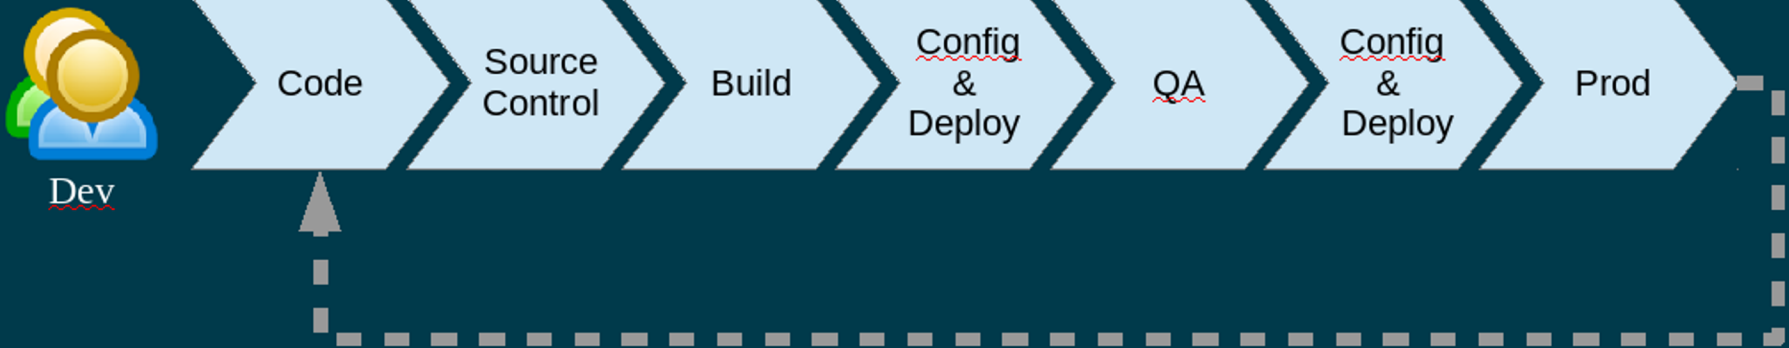 Dev
Code
Source
Control
Build
Config
&
Deploy
QA
Config
&
Deploy
Prod